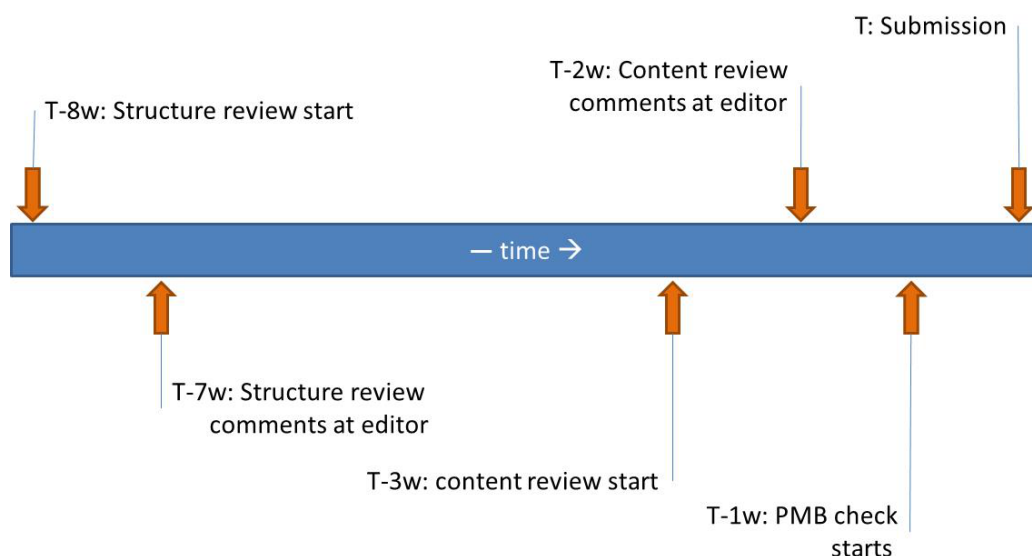 T: Submission
T-2w: Content review
comments at editor
T-8w: Structure review start
— time →
T-7w: Structure review
comments at editor
T-3w: content review start
T-1w: PMB check
starts